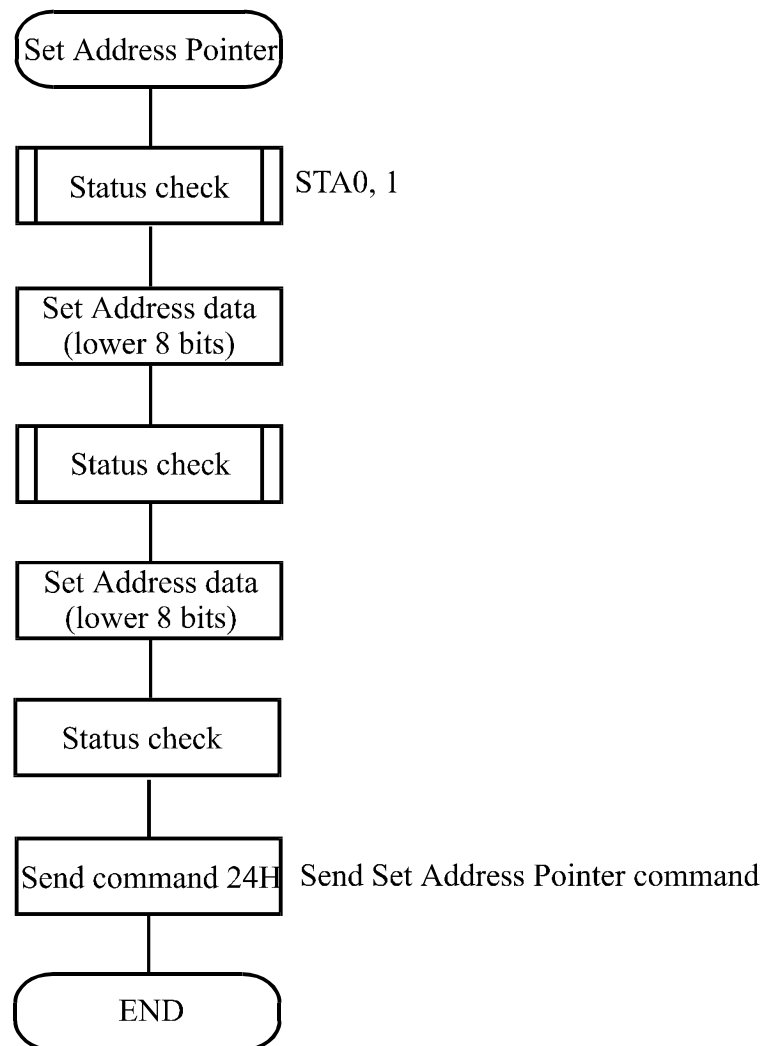 Set Address Pointer
Status check
STA0, 1
Set Address data
(lower 8 bits)
Status check
Set Address data
(lower 8 bits)
Status check
Send command 24H
Send Set Address Pointer command
END